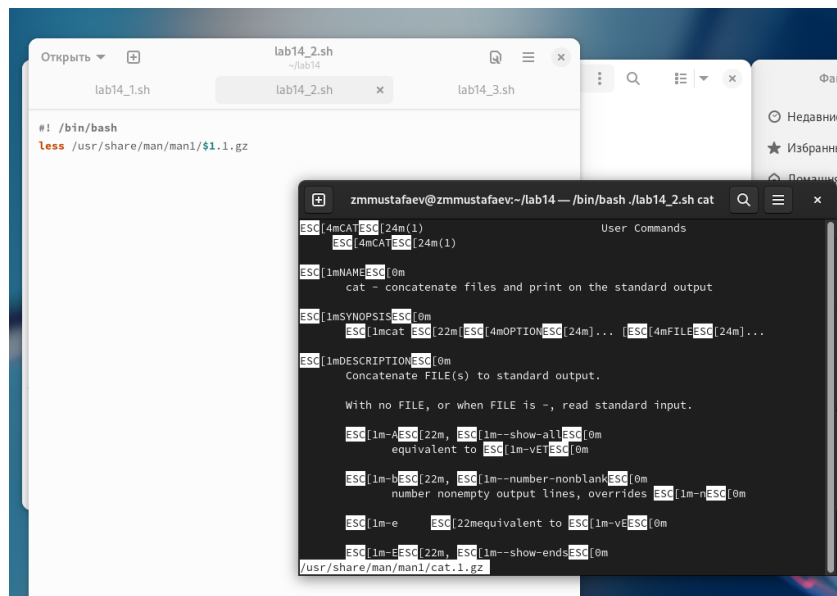 Открыть
lab14_2.sh
~/lab14
lab14_1.sh
lab14_2.sh
lab14_3.sh
#! /bin/bash
less /usr/share/man/man1/$1.1.gz
Недавние
Избранн
zmmustafaev@zmmustafaev:~/lab14 — /bin/bash ./lab14_2.sh cat
ESC[4mCATESC[24m(1) User Commands
ESC[4mCATESC[24m(1)
ESC[1mNAMEESC[0m
cat - concatenate files and print on the standard output
ESC[1mSYNOPSISESC[0m
ESC[1mcat ESC[22m[ESC[4mOPTIONESC[24m]... [ESC[4mFILEESC[24m]...
ESC[1mDESCRIPTIONESC[0m
Concatenate FILE(s) to standard output.
With no FILE, or when FILE is -, read standard input.
ESC[1m-AESC[22m, ESC[1m--show-allESC[0m
equivalent to ESC[1m-vETESC[0m
ESC[1m-bESC[22m, ESC[1m--number-nonblankESC[0m
number nonempty output lines, overrides ESC[1m-nESC[0m
ESC[1m-e ESC[22mequivalent to ESC[1m-vEESC[0m
ESC[1m-EESC[22m, ESC[1m--show-endsESC[0m
/usr/share/man/man1/cat.1.gz